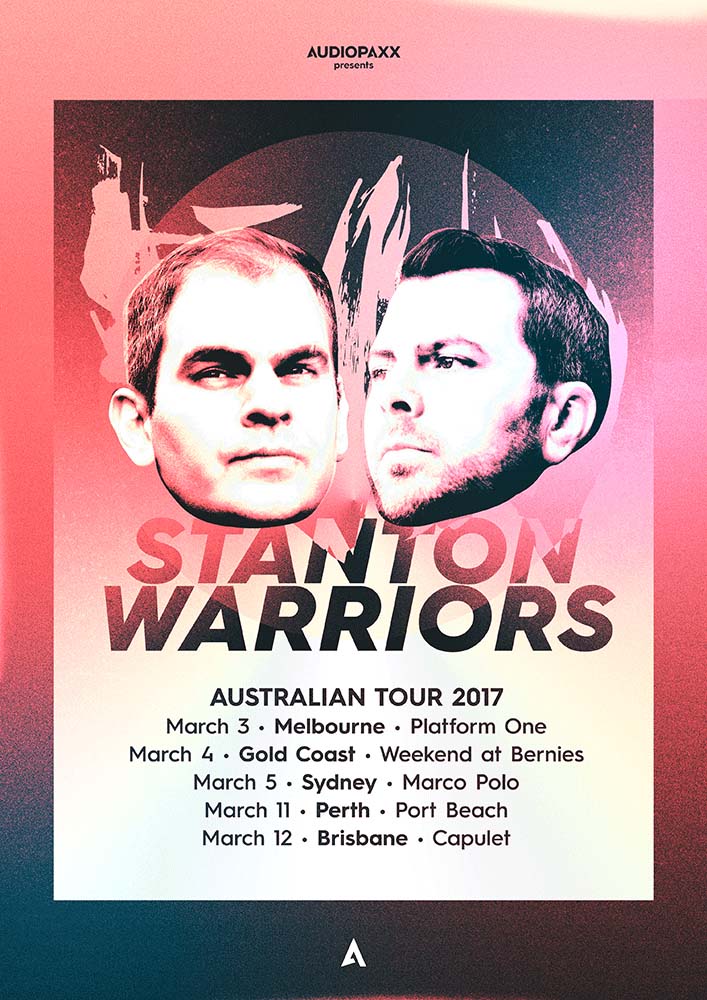 AUDIOPAXX
presents
STANTON
WARRIORS
AUSTRALIAN TOUR 2017
March 3 • Melbourne • Platform One
March 4 • Gold Coast • Weekend at Bernies
March 5 • Sydney • Marco Polo
March 11 • Perth • Port Beach
March 12 • Brisbane • Capulet